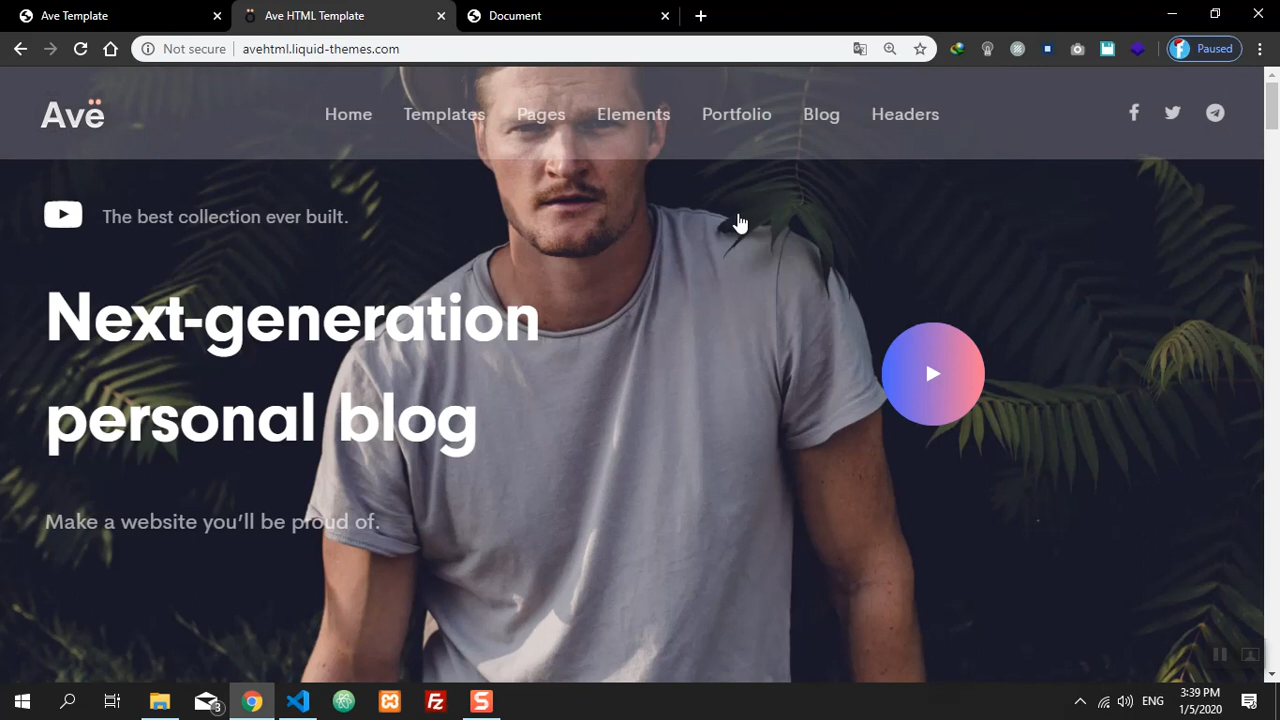 Ave Template
Ave HTML Template
Document
Not secure
avehtml.liquid-themes.com
Paused
Avë
Home
Templates
Pages
Elements
Portfolio
Blog
Headers
The best collection ever built.
Next-generation
personal blog
Make a website you'll be proud of.
3
ENG
3:39 PM
1/5/2020